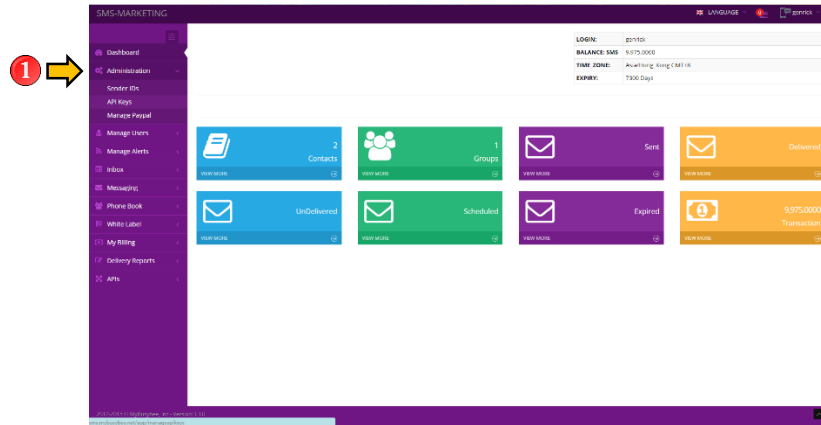 SMS-MARKETING
LANGUAGE
genrick
LOGIN: genrick
BALANCE: SMS 9,975.0000
TIME ZONE:
EXPIRY: 7300 Days
1
Dashboard
Administration
Sender IDs
API Keys
Manage Paypal
Manage Users
Manage Alerts
Inbox
Messaging
Phone Book
White Label
My Billing
Delivery Reports
APIs
2
Contacts
VIEW MORE
1
Groups
VIEW MORE
Sent
VIEW MORE
Delivered
VIEW MORE
UnDelivered
VIEW MORE
Scheduled
VIEW MORE
Expired
VIEW MORE
9,975.0000
Transaction
VIEW MORE